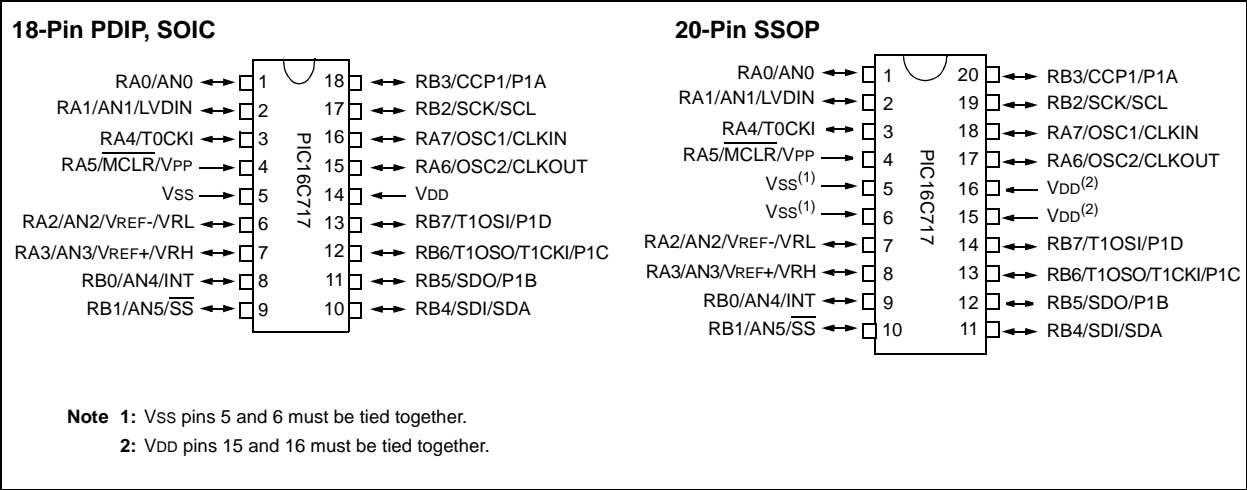 18-Pin PDIP, SOIC
RA0/AN0 1 18 RB3/CCP1/P1A
RA1/AN1/LVDIN 2 17 RB2/SCK/SCL
RA4/T0CKI 3 16 RA7/OSC1/CLKIN
RA5/MCLR/VPP 4 15 RA6/OSC2/CLKOUT
VSS 5 14 VDD
RA2/AN2/VREF-/VRL 6 13 RB7/T1OSI/P1D
RA3/AN3/VREF+/VRH 7 12 RB6/T1OSO/T1CKI/P1C
RB0/AN4/INT 8 11 RB5/SDO/P1B
RB1/AN5/SS 9 10 RB4/SDI/SDA
PIC16C717
20-Pin SSOP
RA0/AN0 1 20 RB3/CCP1/P1A
RA1/AN1/LVDIN 2 19 RB2/SCK/SCL
RA4/T0CKI 3 18 RA7/OSC1/CLKIN
RA5/MCLR/VPP 4 17 RA6/OSC2/CLKOUT
VSS(1) 5 16 VDD(2)
VSS(1) 6 15 VDD(2)
RA2/AN2/VREF-/VRL 7 14 RB7/T1OSI/P1D
RA3/AN3/VREF+/VRH 8 13 RB6/T1OSO/T1CKI/P1C
RB0/AN4/INT 9 12 RB5/SDO/P1B
RB1/AN5/SS 10 11 RB4/SDI/SDA
PIC16C717
Note 1: VSS pins 5 and 6 must be tied together.
2: VDD pins 15 and 16 must be tied together.